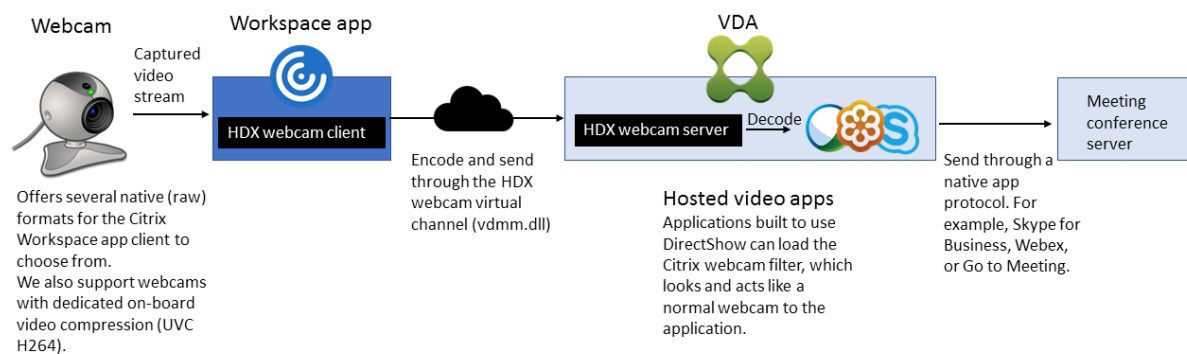 Webcam
Captured
video
stream
Offers several native (raw)
formats for the Citrix
Workspace app client to
choose from.
We also support webcams
with dedicated on-board
video compression (UVC
H264).
Workspace app
HDX webcam client
Encode and send
through the HDX
webcam virtual
channel (vdmm.dll)
VDA
HDX webcam server
Decode
S
Hosted video apps
Applications built to use
DirectShow can load the
Citrix webcam filter, which
looks and acts like a
normal webcam to the
application.
Send through a
native app
protocol. For
example, Skype for
Business, Webex,
or Go to Meeting.
Meeting
conference
server